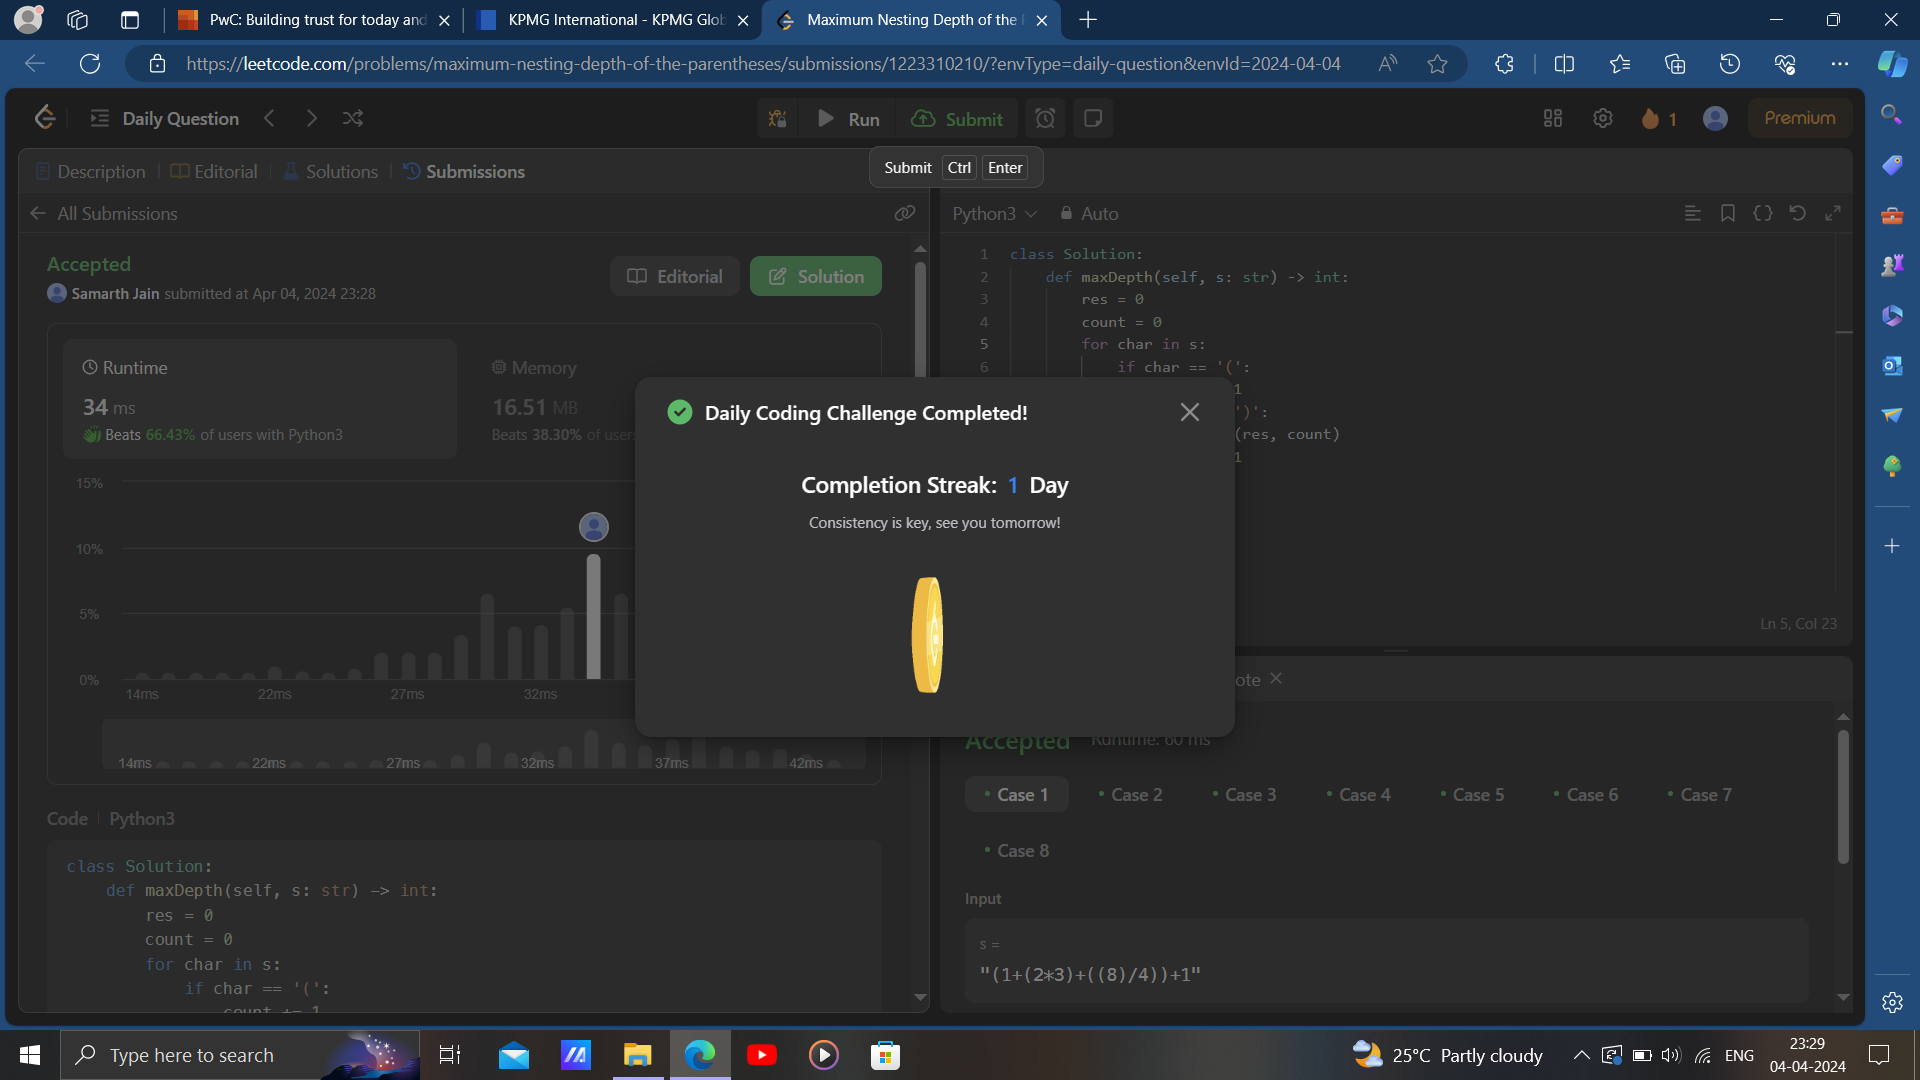 PwC: Building trust for today and
KPMG International - KPMG Glob
Maximum Nesting Depth of the
https://leetcode.com/problems/maximum-nesting-depth-of-the-parentheses/submissions/1223310210/?envType=daily-question&envId=2024-04-04
Daily Question
Run
Submit
1
Premium
Submit Ctrl Enter
Description
Editorial
Solutions
Submissions
All Submissions
Accepted
Samarth Jain submitted at Apr 04, 2024 23:28
Editorial
Solution
Runtime
34 ms
Beats 66.43% of users with Python3
Memory
16.51 MB
Beats 38.30% of users
15%
10%
5%
0%
14ms 22ms 27ms 32ms
14ms 22ms 27ms 32ms 37ms 42ms
Code | Python3
class Solution:
def maxDepth(self, s: str) -> int:
res = 0
count = 0
for char in s:
if char == '(':
count += 1
Python3
Auto
1 class Solution:
2 def maxDepth(self, s: str) -> int:
3 res = 0
4 count = 0
5 for char in s:
6 if char == '(':
1
')':
(res, count)
1
Ln 5, Col 23
Daily Coding Challenge Completed!
Completion Streak: 1 Day
Consistency is key, see you tomorrow!
ote
Accepted Runtime: 60 ms
Case 1 Case 2 Case 3 Case 4 Case 5 Case 6 Case 7
Case 8
Input
s =
"(1+(2*3)+((8)/4))+1"
Type here to search
25°C Partly cloudy
ENG
23:29
04-04-2024